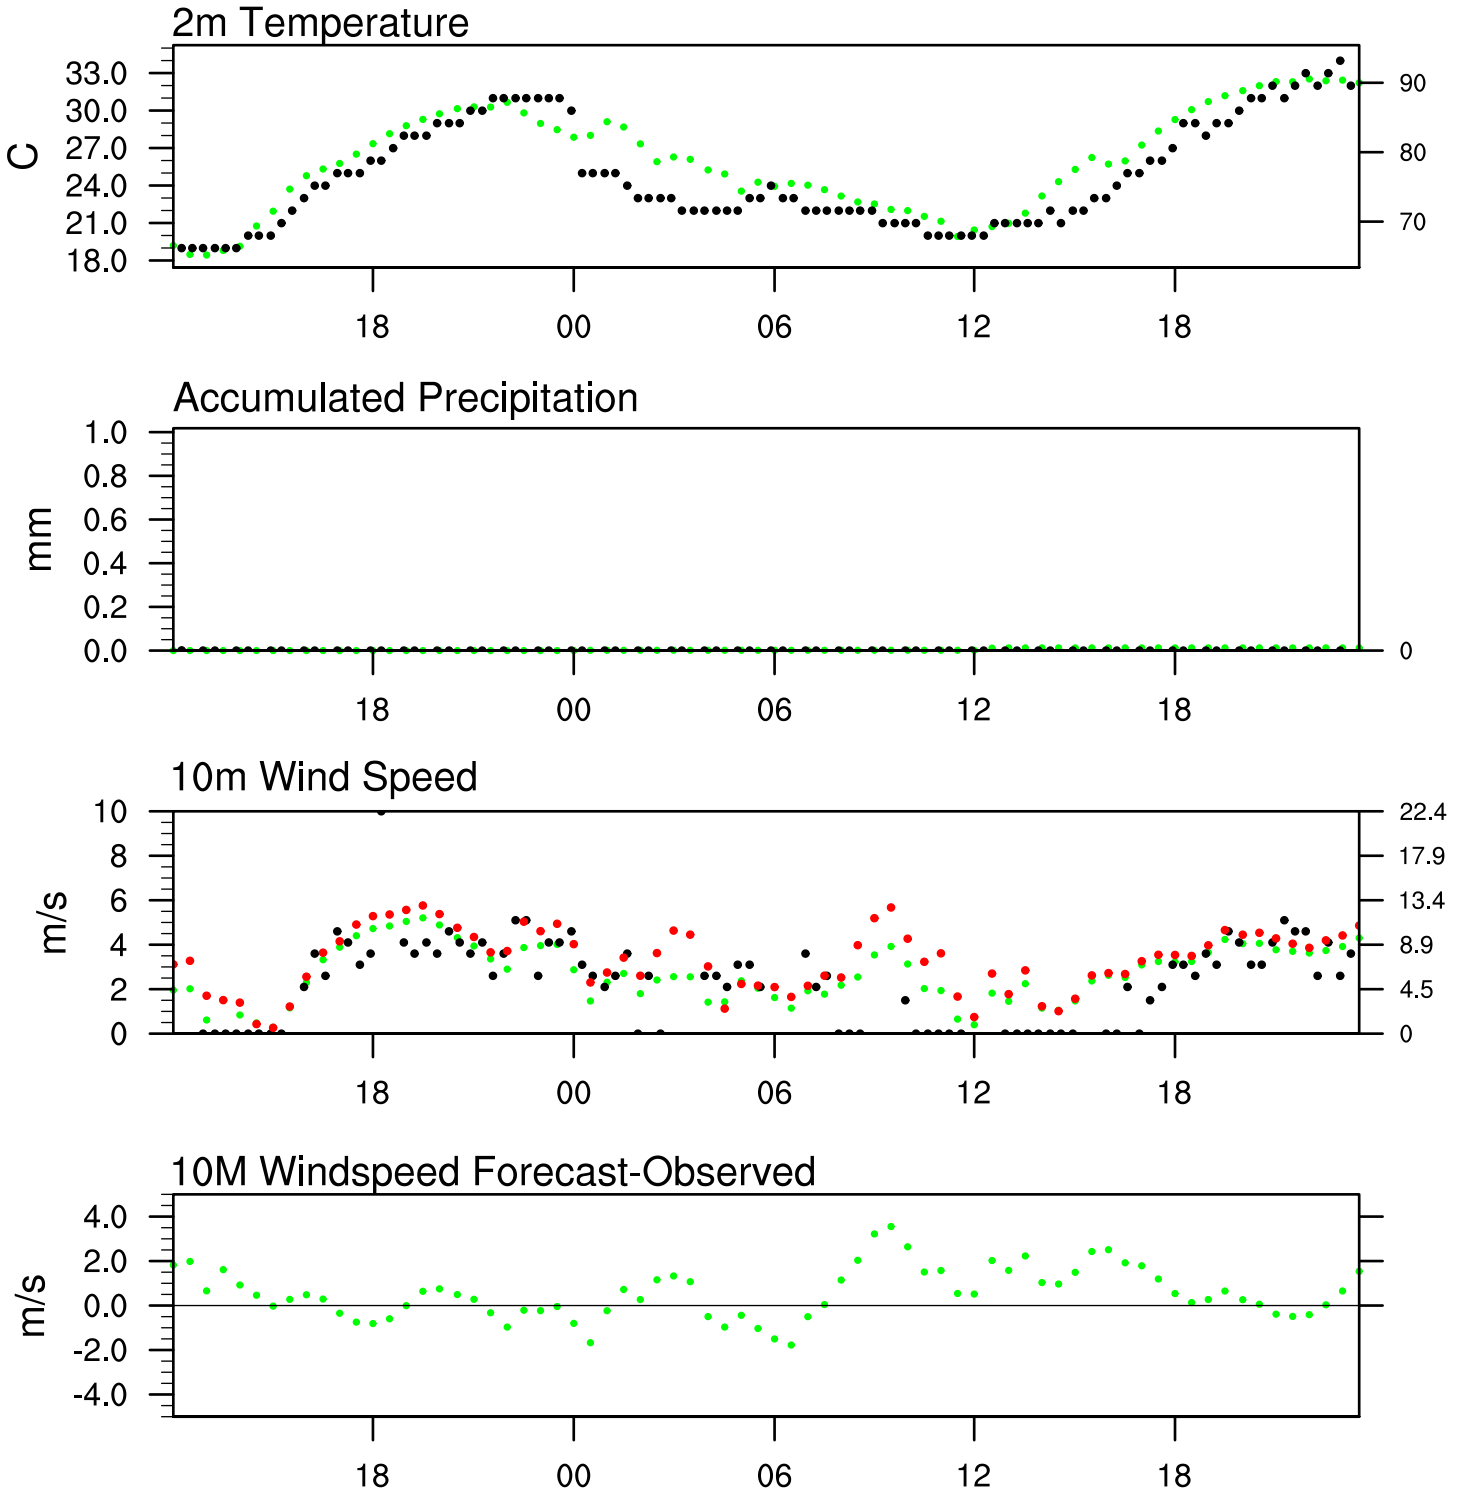 2m Temperature
33.0
30.0
27.0
24.0
21.0
18.0
C
90
80
70
18 00 06 12 18
Accumulated Precipitation
1.0
0.8
0.6
0.4
0.2
0.0
mm
0
18 00 06 12 18
10m Wind Speed
10
8
6
4
2
0
m/s
22.4
17.9
13.4
8.9
4.5
0
18 00 06 12 18
10M Windspeed Forecast-Observed
4.0
2.0
0.0
-2.0
-4.0
m/s
18 00 06 12 18